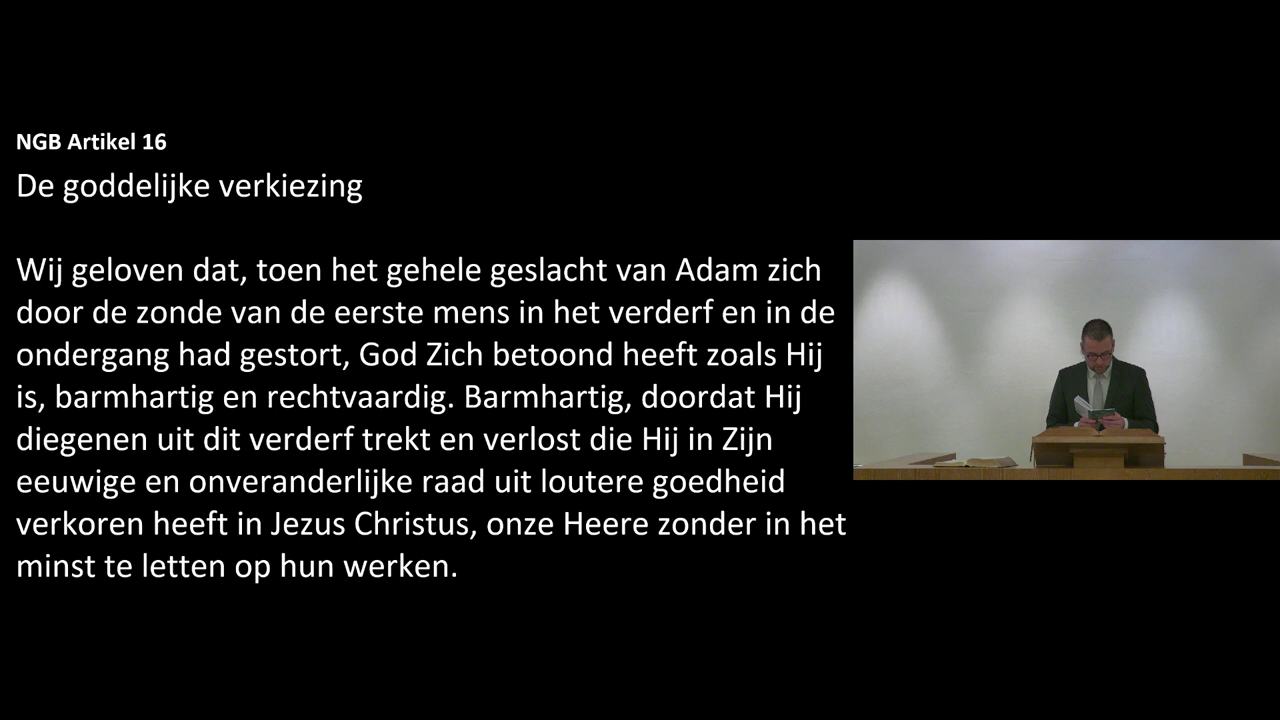 NGB Artikel 16
De goddelijke verkiezing
Wij geloven dat, toen het gehele geslacht van Adam zich
door de zonde van de eerste mens in het verderf en in de
ondergang had gestort, God Zich betoond heeft zoals Hij
is, barmhartig en rechtvaardig. Barmhartig, doordat Hij
diegenen uit dit verderf trekt en verlost die Hij in Zijn
eeuwige en onveranderlijke raad uit loutere goedheid
verkoren heeft in Jezus Christus, onze Heere zonder in het
minst te letten op hun werken.